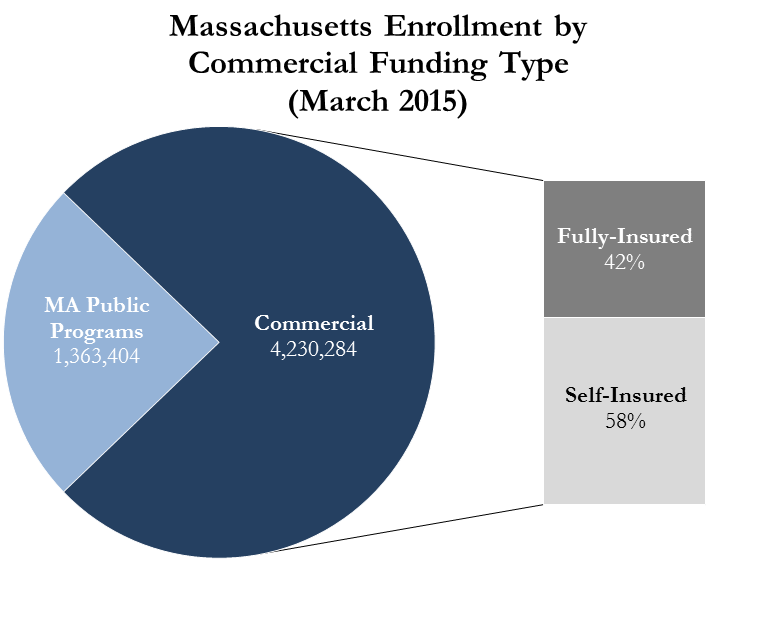 Massachusetts Enrollment by
Commercial Funding Type
(March 2015)
MA Public
Programs
1,363,404
Commercial
4,230,284
Fully-Insured
42%
Self-Insured
58%